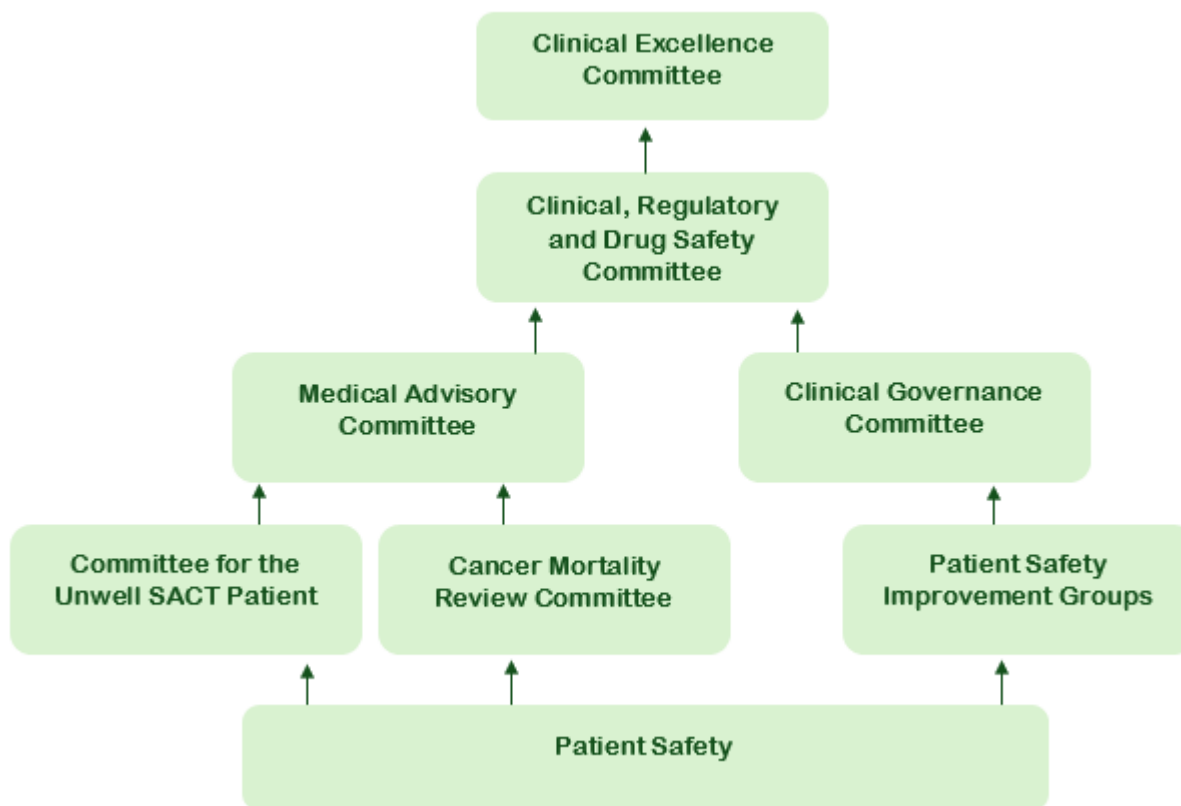 Clinical Excellence
Committee
Clinical, Regulatory
and Drug Safety
Committee
Medical Advisory
Committee
Clinical Governance
Committee
Committee for the
Unwell SACT Patient
Cancer Mortality
Review Committee
Patient Safety
Improvement Groups
Patient Safety